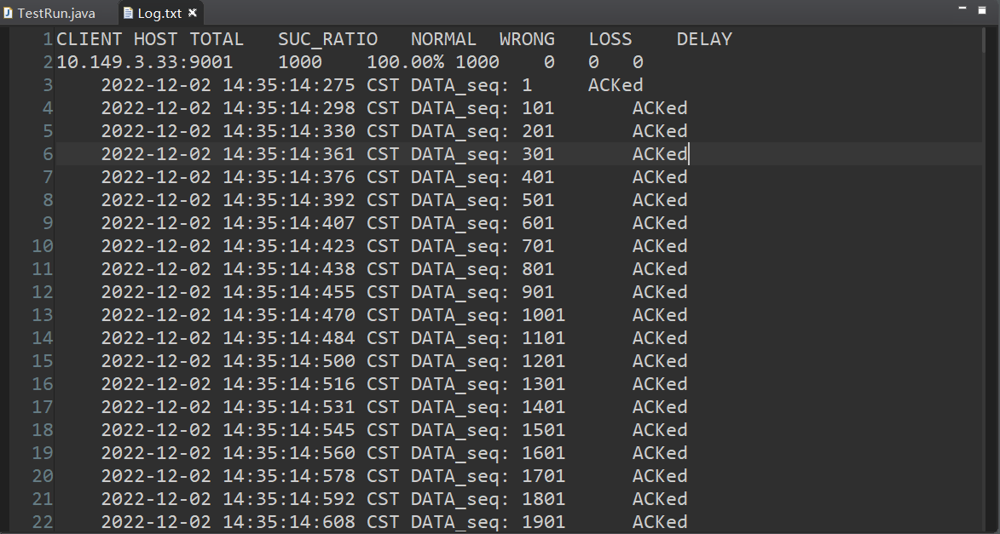 TestRun.java Log.txt
1 CLIENT HOST TOTAL SUC_RATIO NORMAL WRONG LOSS DELAY
2 10.149.3.33:9001 1000 100.00% 1000 0 0 0
3 2022-12-02 14:35:14:275 CST DATA_seq: 1 ACKed
4 2022-12-02 14:35:14:298 CST DATA_seq: 101 ACKed
5 2022-12-02 14:35:14:330 CST DATA_seq: 201 ACKed
6 2022-12-02 14:35:14:361 CST DATA_seq: 301 ACKed
7 2022-12-02 14:35:14:376 CST DATA_seq: 401 ACKed
8 2022-12-02 14:35:14:392 CST DATA_seq: 501 ACKed
9 2022-12-02 14:35:14:407 CST DATA_seq: 601 ACKed
10 2022-12-02 14:35:14:423 CST DATA_seq: 701 ACKed
11 2022-12-02 14:35:14:438 CST DATA_seq: 801 ACKed
12 2022-12-02 14:35:14:455 CST DATA_seq: 901 ACKed
13 2022-12-02 14:35:14:470 CST DATA_seq: 1001 ACKed
14 2022-12-02 14:35:14:484 CST DATA_seq: 1101 ACKed
15 2022-12-02 14:35:14:500 CST DATA_seq: 1201 ACKed
16 2022-12-02 14:35:14:516 CST DATA_seq: 1301 ACKed
17 2022-12-02 14:35:14:531 CST DATA_seq: 1401 ACKed
18 2022-12-02 14:35:14:545 CST DATA_seq: 1501 ACKed
19 2022-12-02 14:35:14:560 CST DATA_seq: 1601 ACKed
20 2022-12-02 14:35:14:578 CST DATA_seq: 1701 ACKed
21 2022-12-02 14:35:14:592 CST DATA_seq: 1801 ACKed
22 2022-12-02 14:35:14:608 CST DATA_seq: 1901 ACKed